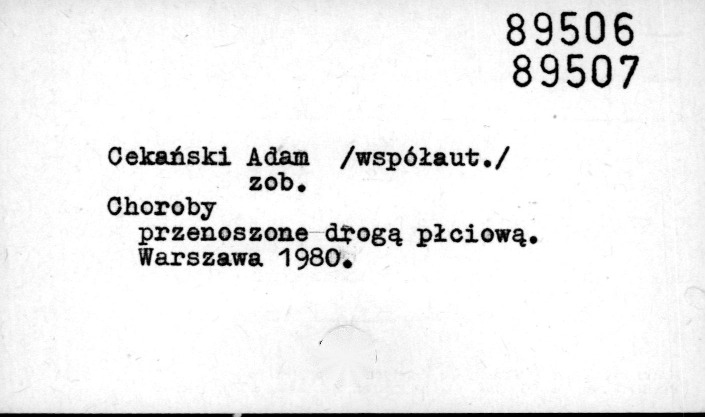 89506
89507
Cekański Adam /współaut./
zob.
Choroby
przenoszone drogą płciową.
Warszawa 1980.